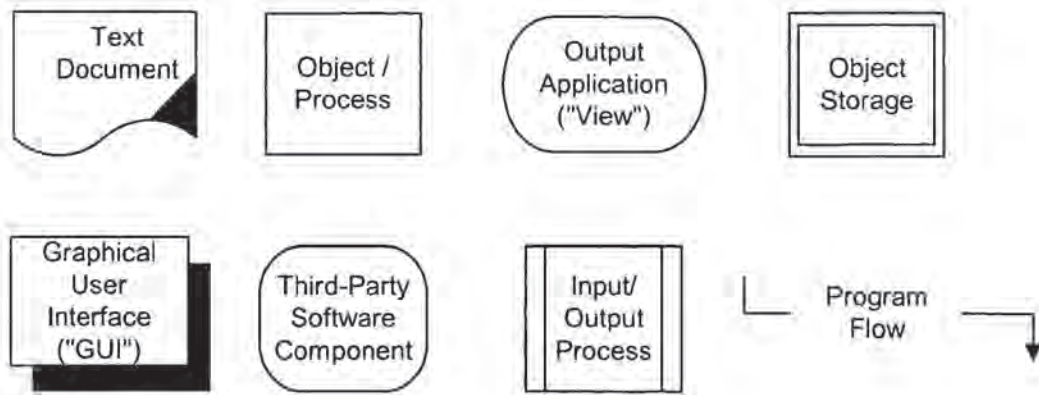 Text
Document
Object /
Process
Output
Application
("View")
Object
Storage
Graphical
User
Interface
("GUI")
Third-Party
Software
Component
Input/
Output
Process
Program
Flow